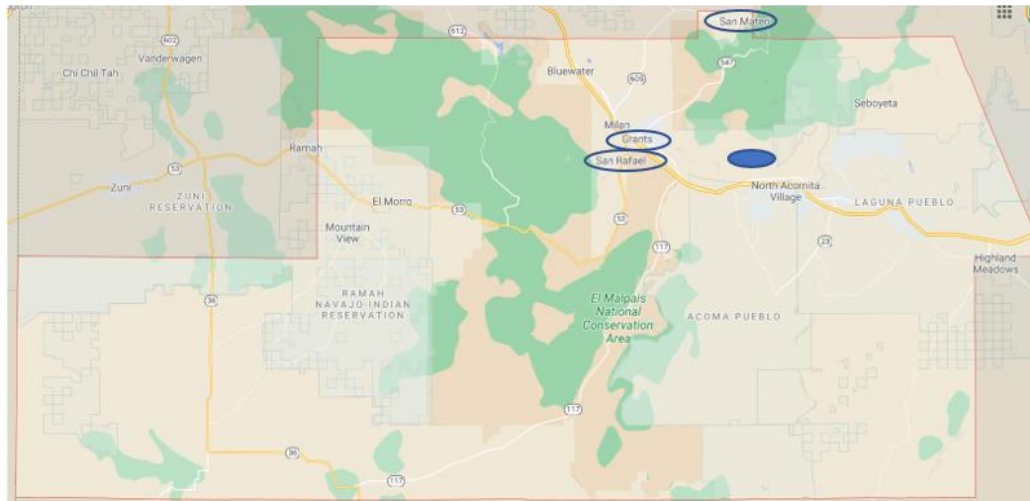 612
San Mateo
602
Vanderwagen
547
Chi Chil Tah
Bluewater
605
Seboyeta
Milan
Grants
Ramah
San Rafael
53
Zuni
ZUNI
RESERVATION
El Morro
53
53
North Acomita
Village
LAGUNA PUEBLO
Mountain
View
117
23
Highland
Meadows
36
RAMAH
NAVAJO INDIAN
RESERVATION
El Malpais
National
Conservation
Area
ACOMA PUEBLO
117
36
117